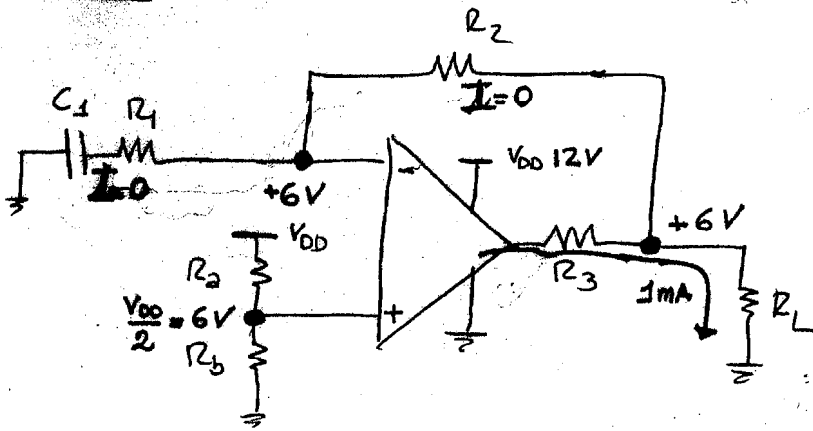 R2
I=0
C1 R1
I=0
+6V
-
VDD 12V
VDD
Ra
VDD/2 = 6V
+
Rb
R3
+6V
1mA
RL